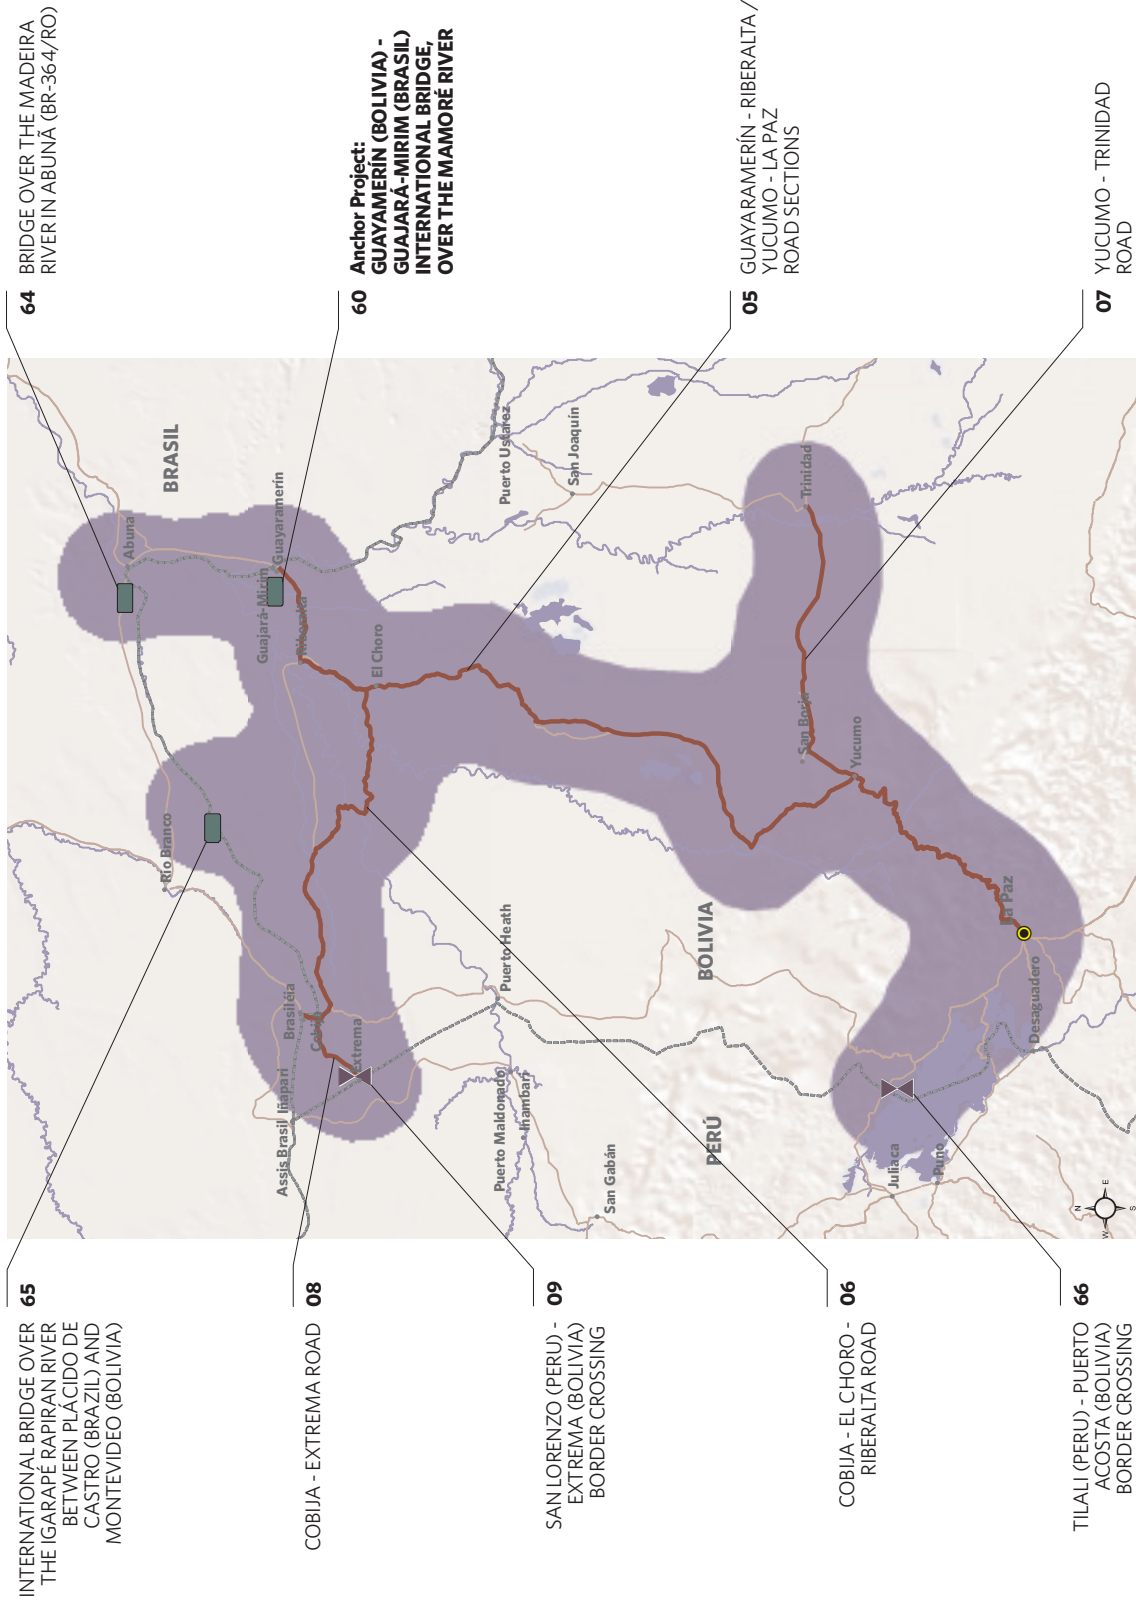 65
INTERNATIONAL BRIDGE OVER
THE IGARAPÉ RAPIRAN RIVER
BETWEEN PLÁCIDO DE
CASTRO (BRAZIL) AND
MONTEVIDEO (BOLIVIA)
08
COBIJA - EXTREMA ROAD
09
SAN LORENZO (PERU) -
EXTREMA (BOLIVIA)
BORDER CROSSING
06
COBIJA - EL CHORO -
RIBERALTA ROAD
66
TILALI (PERU) - PUERTO
ACOSTA (BOLIVIA)
BORDER CROSSING
64
BRIDGE OVER THE MADEIRA
RIVER IN ABUNÃ (BR-364/RO)
60
Anchor Project:
GUAYAMERÍN (BOLIVIA) -
GUAJARÁ-MIRIM (BRASIL)
INTERNATIONAL BRIDGE,
OVER THE MAMORÉ RIVER
05
GUAYARAMERÍN - RIBERALTA /
YUCUMO - LA PAZ
ROAD SECTIONS
07
YUCUMO - TRINIDAD
ROAD
BRASIL
Abuna
Rio Branco
Guajará-Mirim
Guayaramerín
Riberalta
El Choro
Brasiléia
Cobija
Extrema
Assis Brasil
Iñapari
Puerto Ustarez
San Joaquín
Puerto Heath
Puerto Maldonado
Inambari
San Gabán
BOLIVIA
PERÚ
Trinidad
San Borja
Yucumo
La Paz
Desaguadero
Juliaca
Puno
N
E
S
W